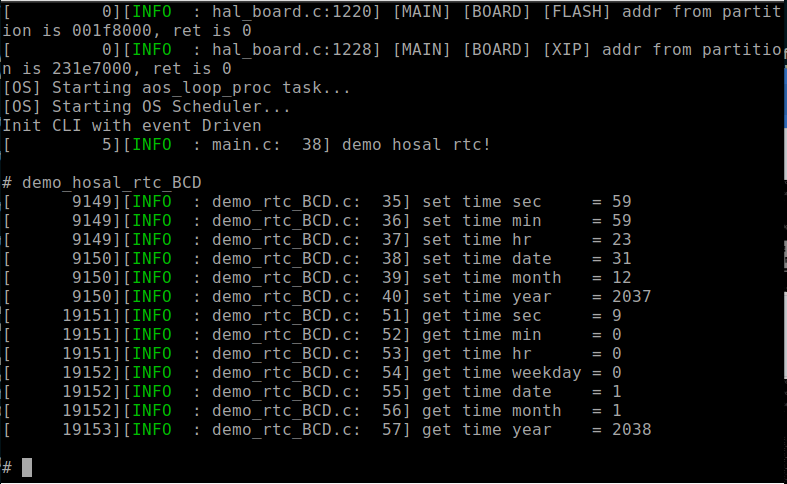 [         0][INFO  : hal_board.c:1220] [MAIN] [BOARD] [FLASH] addr from partit
ion is 001f8000, ret is 0
[         0][INFO  : hal_board.c:1228] [MAIN] [BOARD] [XIP] addr from partitio
n is 231e7000, ret is 0
[OS] Starting aos_loop_proc task...
[OS] Starting OS Scheduler...
Init CLI with event Driven
[         5][INFO  : main.c:  38] demo hosal rtc!
# demo_hosal_rtc_BCD
[      9149][INFO  : demo_rtc_BCD.c:  35] set time sec     = 59
[      9149][INFO  : demo_rtc_BCD.c:  36] set time min     = 59
[      9149][INFO  : demo_rtc_BCD.c:  37] set time hr      = 23
[      9150][INFO  : demo_rtc_BCD.c:  38] set time date    = 31
[      9150][INFO  : demo_rtc_BCD.c:  39] set time month   = 12
[      9150][INFO  : demo_rtc_BCD.c:  40] set time year    = 2037
[     19151][INFO  : demo_rtc_BCD.c:  51] get time sec     = 9
[     19151][INFO  : demo_rtc_BCD.c:  52] get time min     = 0
[     19151][INFO  : demo_rtc_BCD.c:  53] get time hr      = 0
[     19152][INFO  : demo_rtc_BCD.c:  54] get time weekday = 0
[     19152][INFO  : demo_rtc_BCD.c:  55] get time date    = 1
[     19152][INFO  : demo_rtc_BCD.c:  56] get time month   = 1
[     19153][INFO  : demo_rtc_BCD.c:  57] get time year    = 2038
#